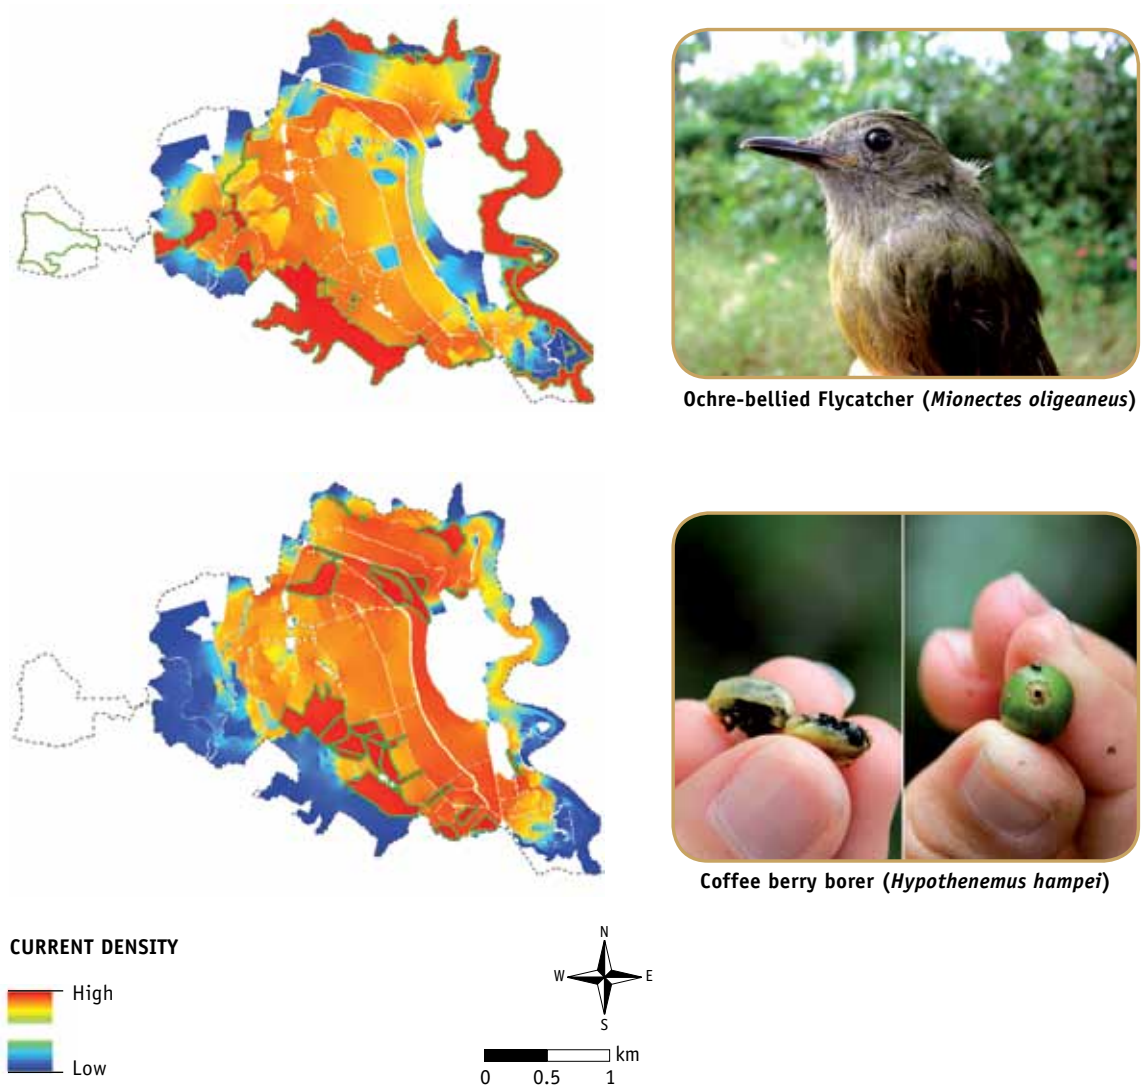 Ochre-bellied Flycatcher (Mionectes oligeaneus)
Coffee berry borer (Hypothenemus hampei)
CURRENT DENSITY
High
Low
N
W E
S
km
0 0.5 1